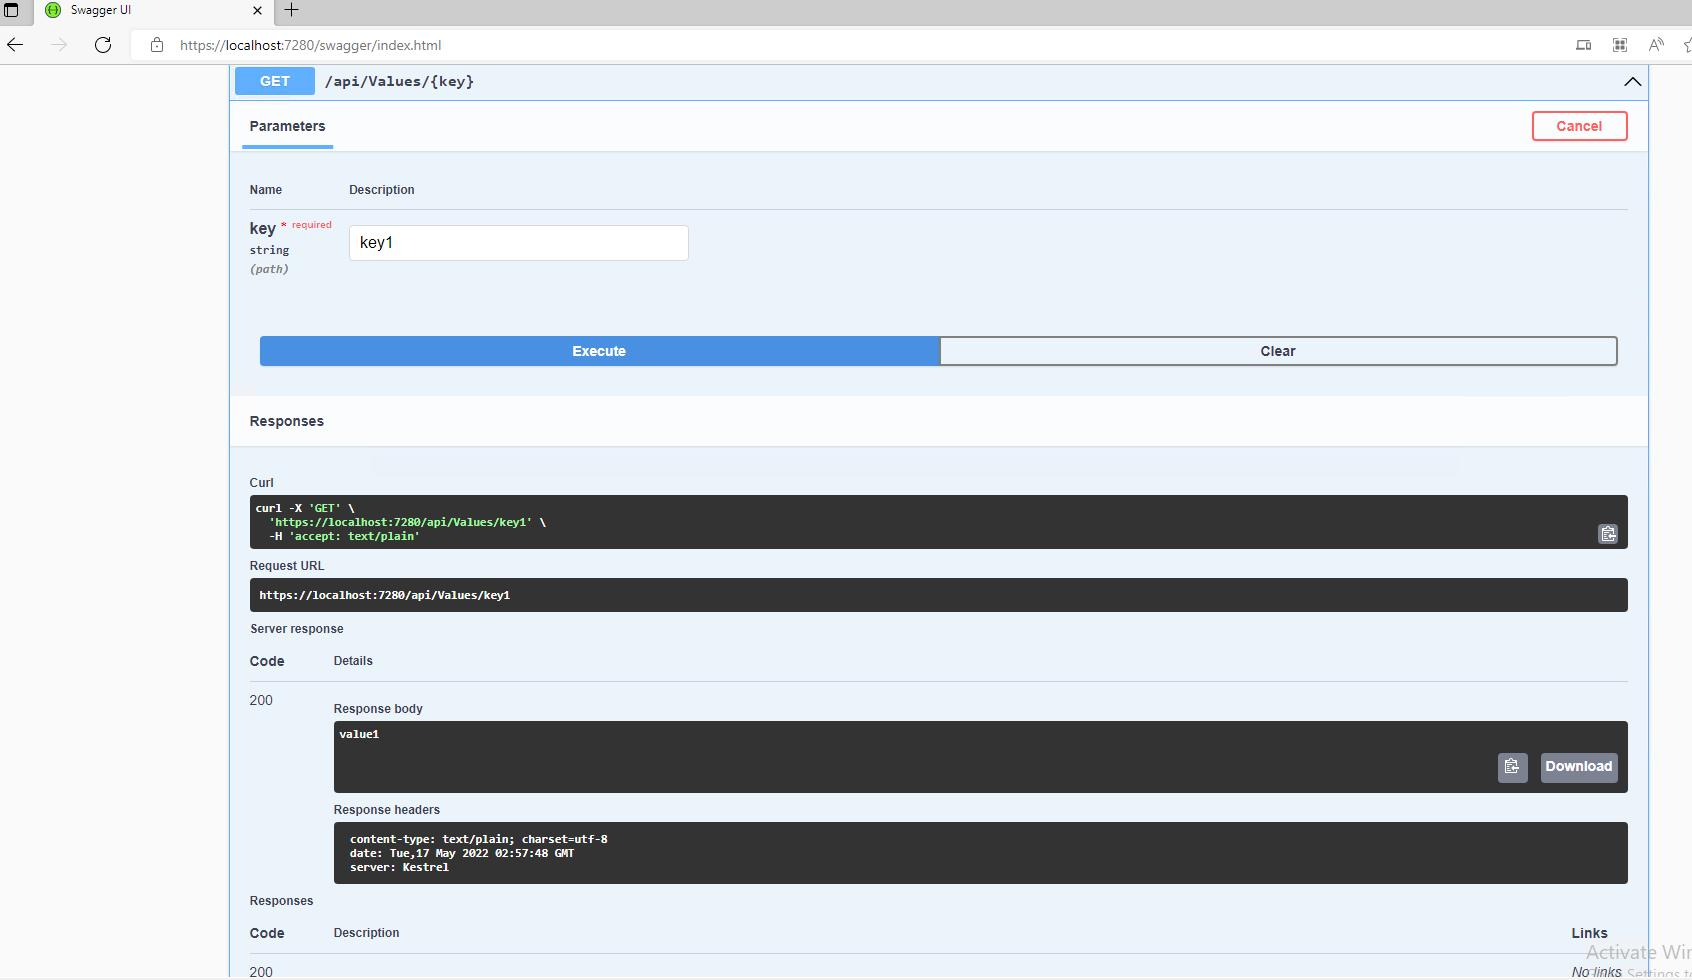 Swagger UI
https://localhost:7280/swagger/index.html
GET /api/Values/{key}
Parameters
Cancel
Name Description
key * required
key1
string
(path)
Execute Clear
Responses
Curl
curl -X 'GET' \
'https://localhost:7280/api/Values/key1' \
-H 'accept: text/plain'
Request URL
https://localhost:7280/api/Values/key1
Server response
Code Details
200
Response body
value1
Download
Response headers
content-type: text/plain; charset=utf-8
date: Tue,17 May 2022 02:57:48 GMT
server: Kestrel
Responses
Code Description Links
Activate Win
200 No links
Settings to